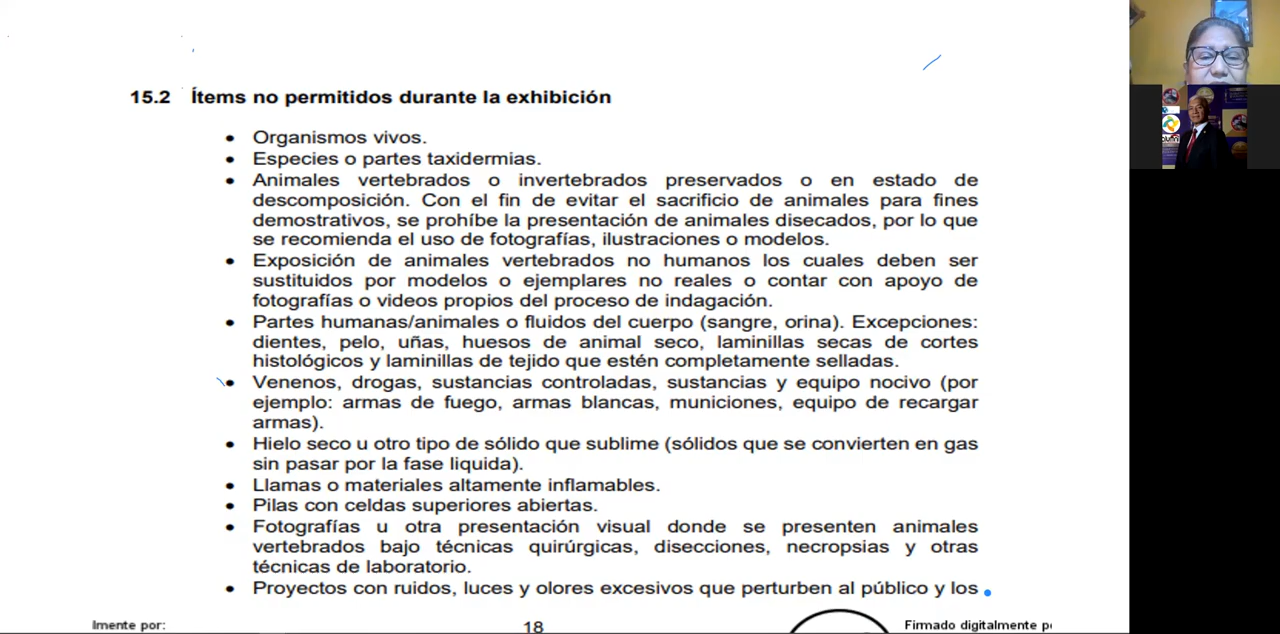 15.2 Ítems no permitidos durante la exhibición
• Organismos vivos.
• Especies o partes taxidermias.
• Animales vertebrados o invertebrados preservados o en estado de
descomposición. Con el fin de evitar el sacrificio de animales para fines
demostrativos, se prohíbe la presentación de animales disecados, por lo que
se recomienda el uso de fotografías, ilustraciones o modelos.
• Exposición de animales vertebrados no humanos los cuales deben ser
sustituidos por modelos o ejemplares no reales o contar con apoyo de
fotografías o videos propios del proceso de indagación.
• Partes humanas/animales o fluidos del cuerpo (sangre, orina). Excepciones:
dientes, pelo, uñas, huesos de animal seco, laminillas secas de cortes
histológicos y laminillas de tejido que estén completamente selladas.
• Venenos, drogas, sustancias controladas, sustancias y equipo nocivo (por
ejemplo: armas de fuego, armas blancas, municiones, equipo de recargar
armas).
• Hielo seco u otro tipo de sólido que sublime (sólidos que se convierten en gas
sin pasar por la fase liquida).
• Llamas o materiales altamente inflamables.
• Pilas con celdas superiores abiertas.
• Fotografías u otra presentación visual donde se presenten animales
vertebrados bajo técnicas quirúrgicas, disecciones, necropsias y otras
técnicas de laboratorio.
• Proyectos con ruidos, luces y olores excesivos que perturben al público y los
lmente por:
18
Firmado digitalmente po